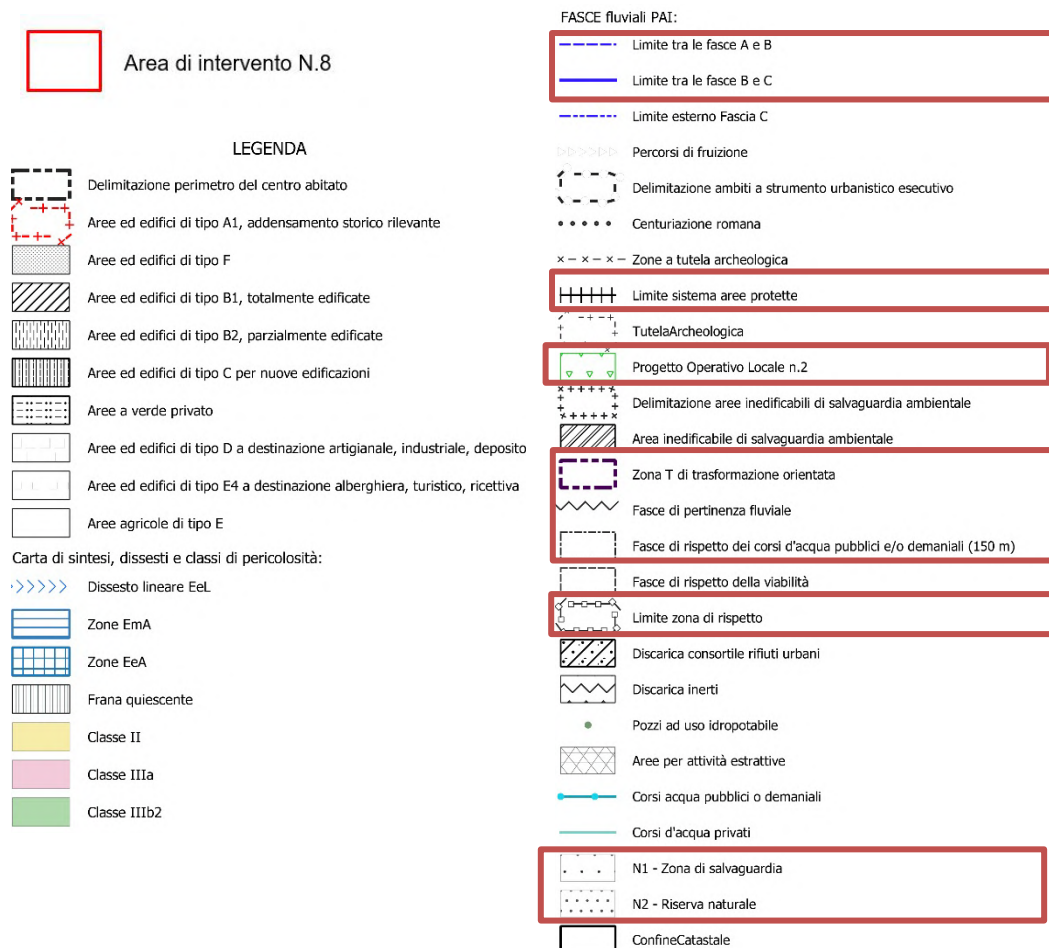 Area di intervento N.8
LEGENDA
Delimitazione perimetro del centro abitato
Aree ed edifici di tipo A1, addensamento storico rilevante
Aree ed edifici di tipo F
Aree ed edifici di tipo B1, totalmente edificate
Aree ed edifici di tipo B2, parzialmente edificate
Aree ed edifici di tipo C per nuove edificazioni
Aree a verde privato
Aree ed edifici di tipo D a destinazione artigianale, industriale, deposito
Aree ed edifici di tipo E4 a destinazione alberghiera, turistico, ricettiva
Aree agricole di tipo E
Carta di sintesi, dissesti e classi di pericolosità:
Dissesto lineare EeL
Zone EmA
Zone EeA
Frana quiescente
Classe II
Classe IIIa
Classe IIIb2
FASCE fluviali PAI:
Limite tra le fasce A e B
Limite tra le fasce B e C
Limite esterno Fascia C
Percorsi di fruizione
Delimitazione ambiti a strumento urbanistico esecutivo
Centuriazione romana
Zone a tutela archeologica
Limite sistema aree protette
TutelaArcheologica
Progetto Operativo Locale n.2
Delimitazione aree inedificabili di salvaguardia ambientale
Area inedificabile di salvaguardia ambientale
Zona T di trasformazione orientata
Fasce di pertinenza fluviale
Fasce di rispetto dei corsi d'acqua pubblici e/o demaniali (150 m)
Fasce di rispetto della viabilità
Limite zona di rispetto
Discarica consortile rifiuti urbani
Discarica inerti
Pozzi ad uso idropotabile
Aree per attività estrattive
Corsi acqua pubblici o demaniali
Corsi d'acqua privati
N1 - Zona di salvaguardia
N2 - Riserva naturale
ConfineCatastale